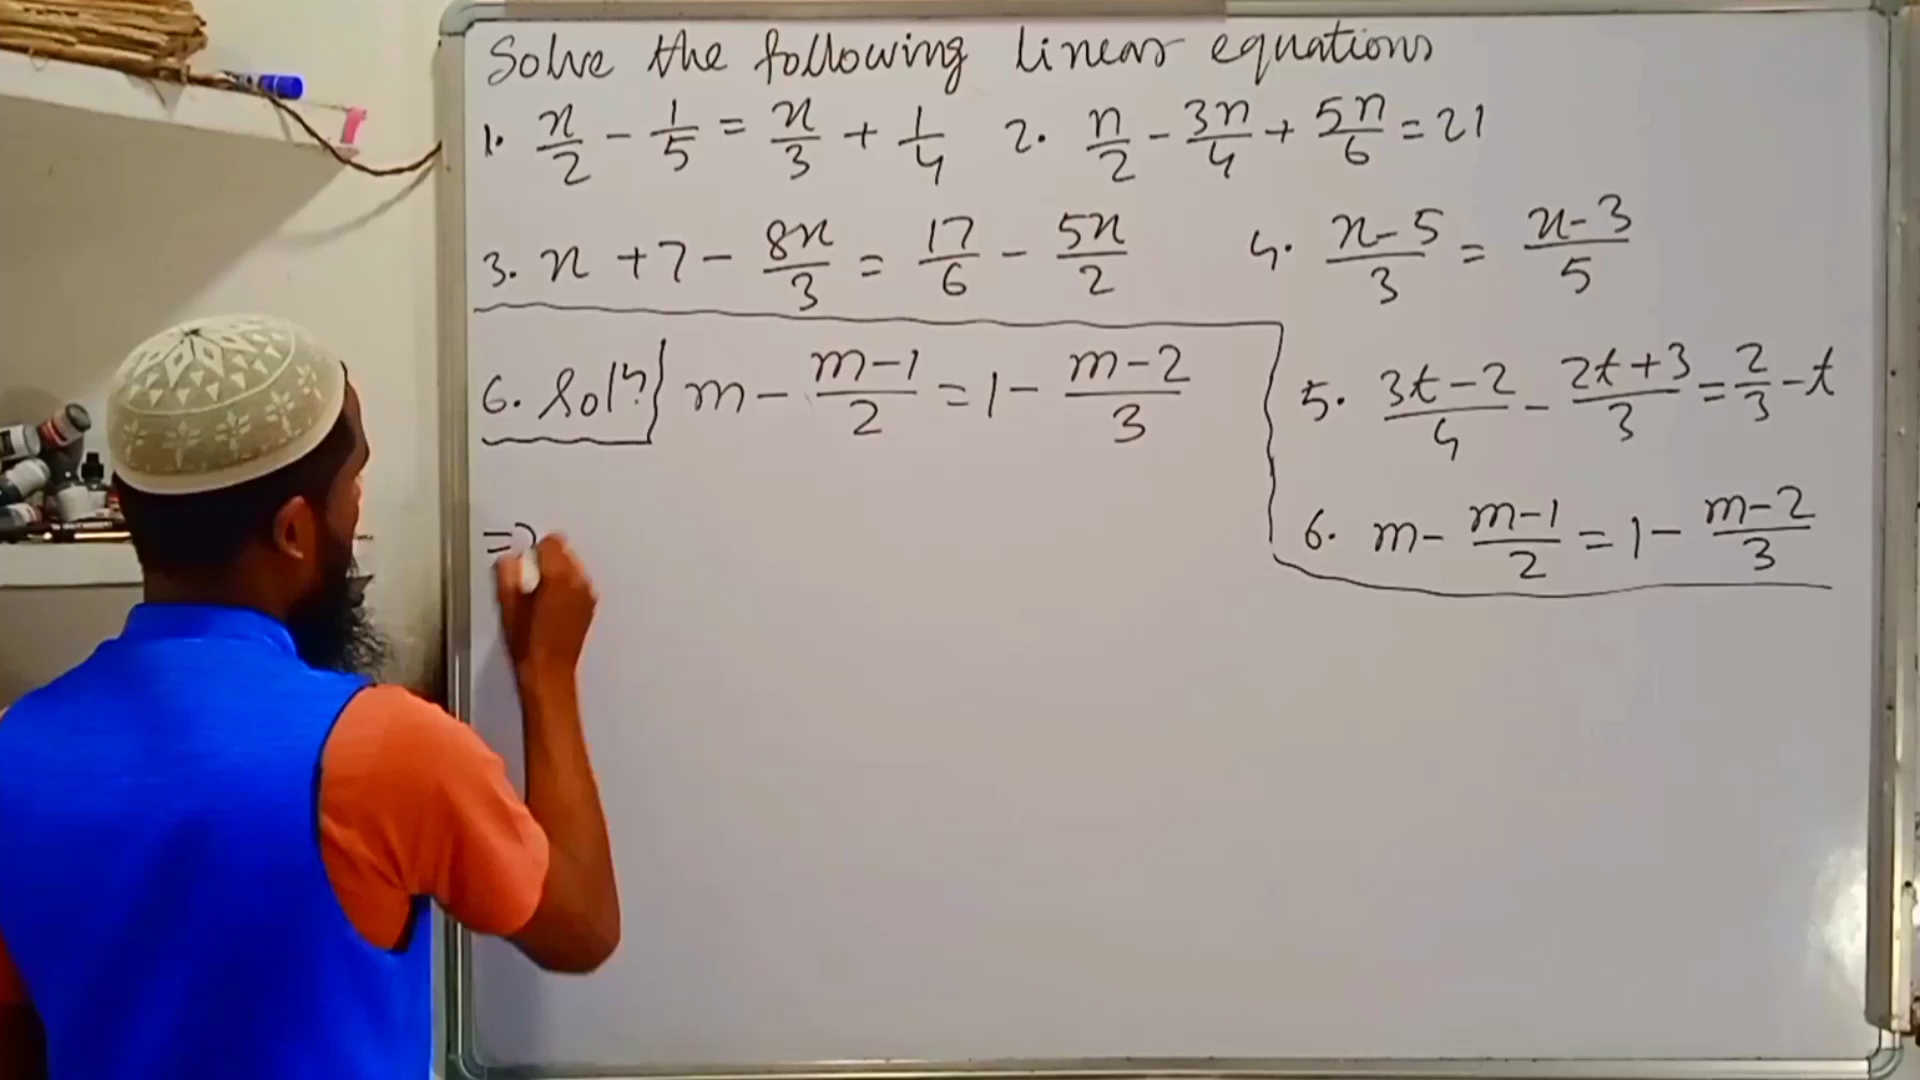 Solve the following linear equations
1. x/2 - 1/5 = x/3 + 1/4 2. n/2 - 3n/4 + 5n/6 = 21
3. x + 7 - 8x/3 = 17/6 - 5x/2 4. x-5/3 = x-3/5
5. 3t-2/4 - 2t+3/3 = 2/3 - t
6. m - m-1/2 = 1 - m-2/3
6. Solⁿ: m - m-1/2 = 1 - m-2/3
=>